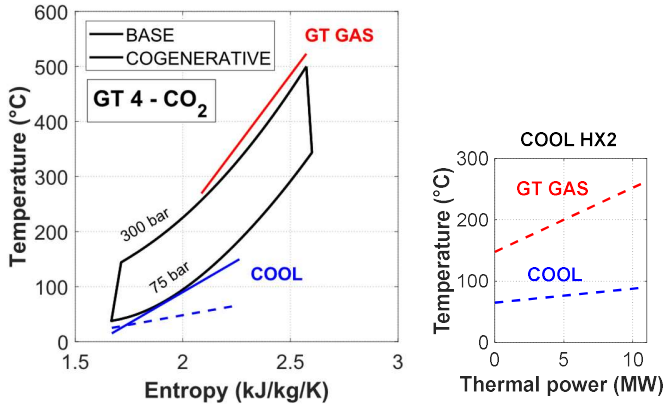 600
500
400
300
200
100
0
Temperature (°C)
BASE
COGENERATIVE
GT 4 - CO2
GT GAS
300 bar
75 bar
COOL
1.5
2
2.5
3
Entropy (kJ/kg/K)
COOL HX2
300
200
100
0
Temperature (°C)
GT GAS
COOL
0
5
10
Thermal power (MW)